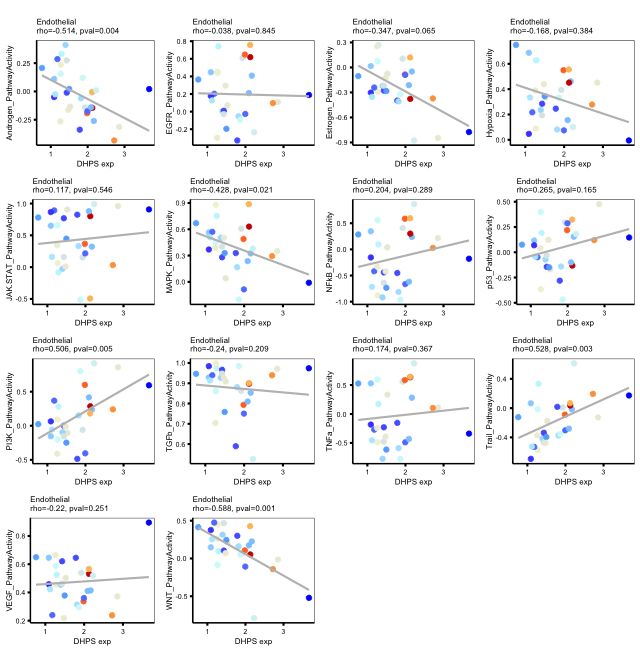 Endothelial
rho=-0.514, pval=0.004
Androgen_PathwayActivity
0.25
0.00
-0.25
1 2 3
DHPS exp
Endothelial
rho=-0.038, pval=0.845
EGFR_PathwayActivity
0.8
0.6
0.4
0.2
0.0
-0.2
1 2 3
DHPS exp
Endothelial
rho=-0.347, pval=0.065
Estrogen_PathwayActivity
0.3
0.0
-0.3
-0.6
-0.9
1 2 3
DHPS exp
Endothelial
rho=-0.168, pval=0.384
Hypoxia_PathwayActivity
0.6
0.4
0.2
0.0
1 2 3
DHPS exp
Endothelial
rho=0.117, pval=0.546
JAK.STAT_PathwayActivity
1.0
0.5
0.0
-0.5
1 2 3
DHPS exp
Endothelial
rho=-0.428, pval=0.021
MAPK_PathwayActivity
0.9
0.6
0.3
0.0
1 2 3
DHPS exp
Endothelial
rho=0.204, pval=0.289
NFkB_PathwayActivity
0.5
0.0
-0.5
-1.0
1 2 3
DHPS exp
Endothelial
rho=0.265, pval=0.165
p53_PathwayActivity
0.50
0.25
0.00
-0.25
-0.50
1 2 3
DHPS exp
Endothelial
rho=0.506, pval=0.005
PI3K_PathwayActivity
0.5
0.0
-0.5
1 2 3
DHPS exp
Endothelial
rho=-0.24, pval=0.209
TGFb_PathwayActivity
1.0
0.9
0.8
0.7
0.6
1 2 3
DHPS exp
Endothelial
rho=0.174, pval=0.367
TNFa_PathwayActivity
0.5
0.0
-0.5
1 2 3
DHPS exp
Endothelial
rho=0.528, pval=0.003
Trail_PathwayActivity
0.4
0.0
-0.4
1 2 3
DHPS exp
Endothelial
rho=-0.22, pval=0.251
VEGF_PathwayActivity
0.8
0.6
0.4
0.2
1 2 3
DHPS exp
Endothelial
rho=-0.588, pval=0.001
WNT_PathwayActivity
0.5
0.0
-0.5
1 2 3
DHPS exp